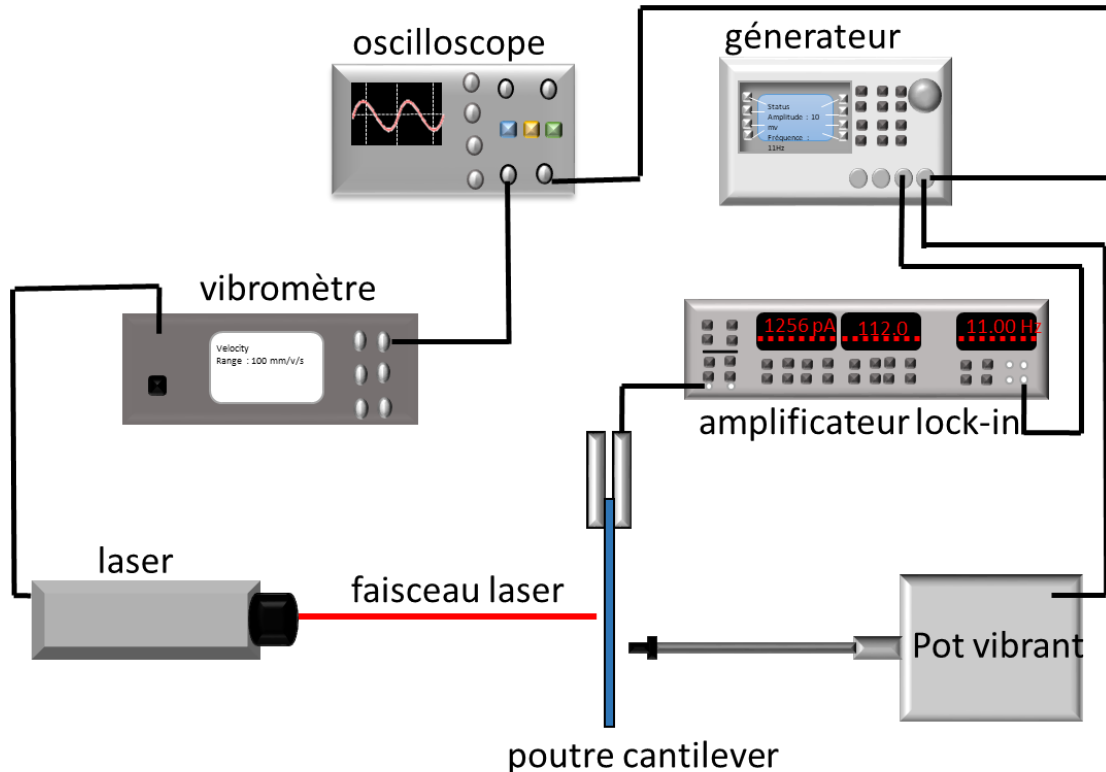 oscilloscope
génerateur
Status
Amplitude : 10
mv
Fréquence :
11Hz
vibromètre
Velocity
Range : 100 mm/v/s
1256 pA
112.0
11.00 Hz
amplificateur lock-in
laser
faisceau laser
Pot vibrant
poutre cantilever